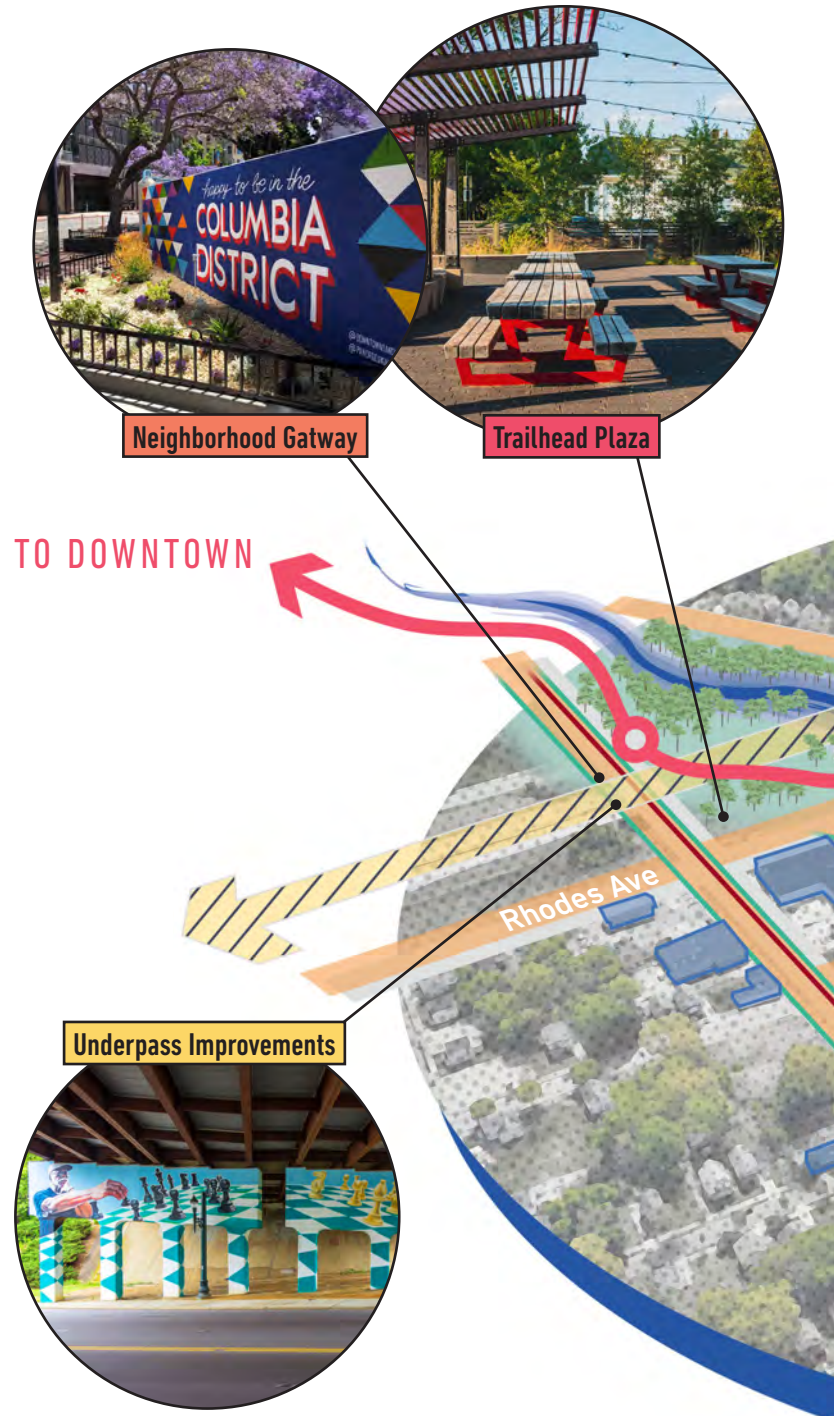 happy to be in the
COLUMBIA
DISTRICT
Neighborhood Gatway
Trailhead Plaza
TO DOWNTOWN
Rhodes Ave
Underpass Improvements